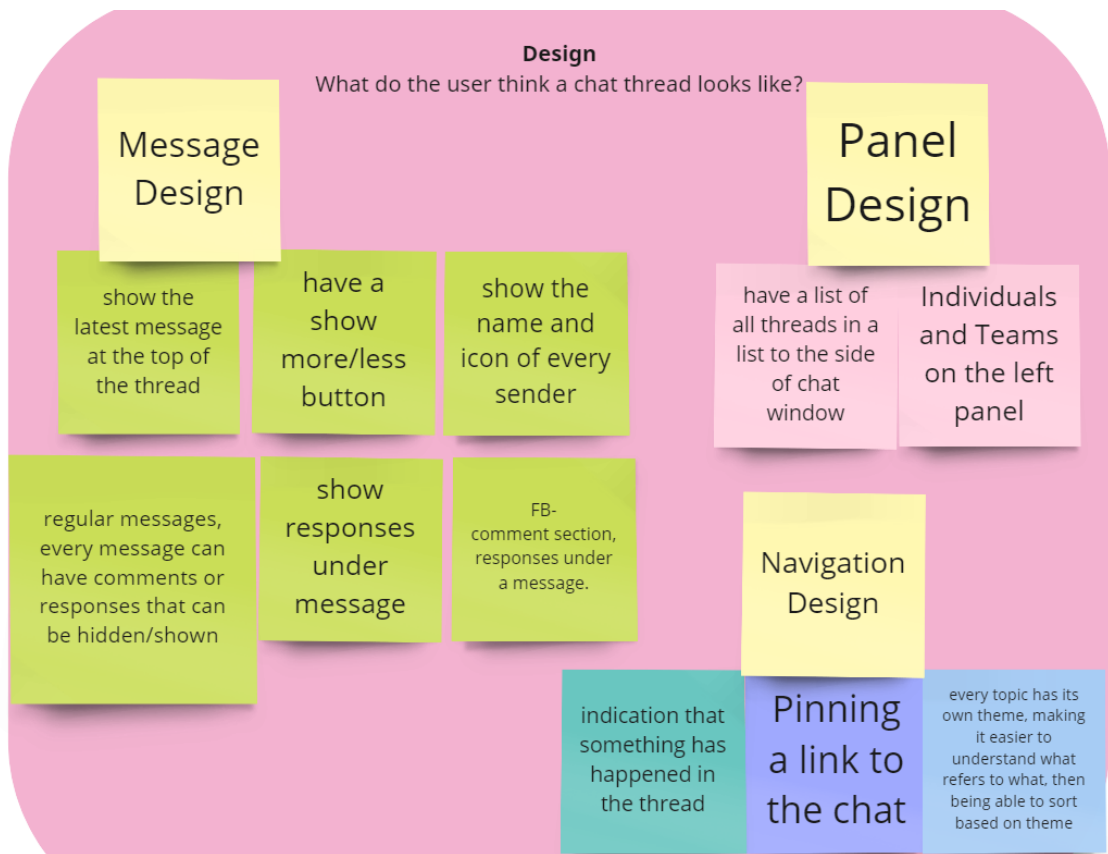 Design
What do the user think a chat thread looks like?
Message
Design
show the
latest message
at the top of
the thread
have a
show
more/less
button
show the
name and
icon of every
sender
regular messages,
every message can
have comments or
responses that can
be hidden/shown
show
responses
under
message
FB-
comment section,
responses under
a message.
Panel
Design
have a list of
all threads in a
list to the side
of chat
window
Individuals
and Teams
on the left
panel
Navigation
Design
indication that
something has
happened in
the thread
Pinning
a link to
the chat
every topic has its
own theme, making
it easier to
understand what
refers to what, then
being able to sort
based on theme